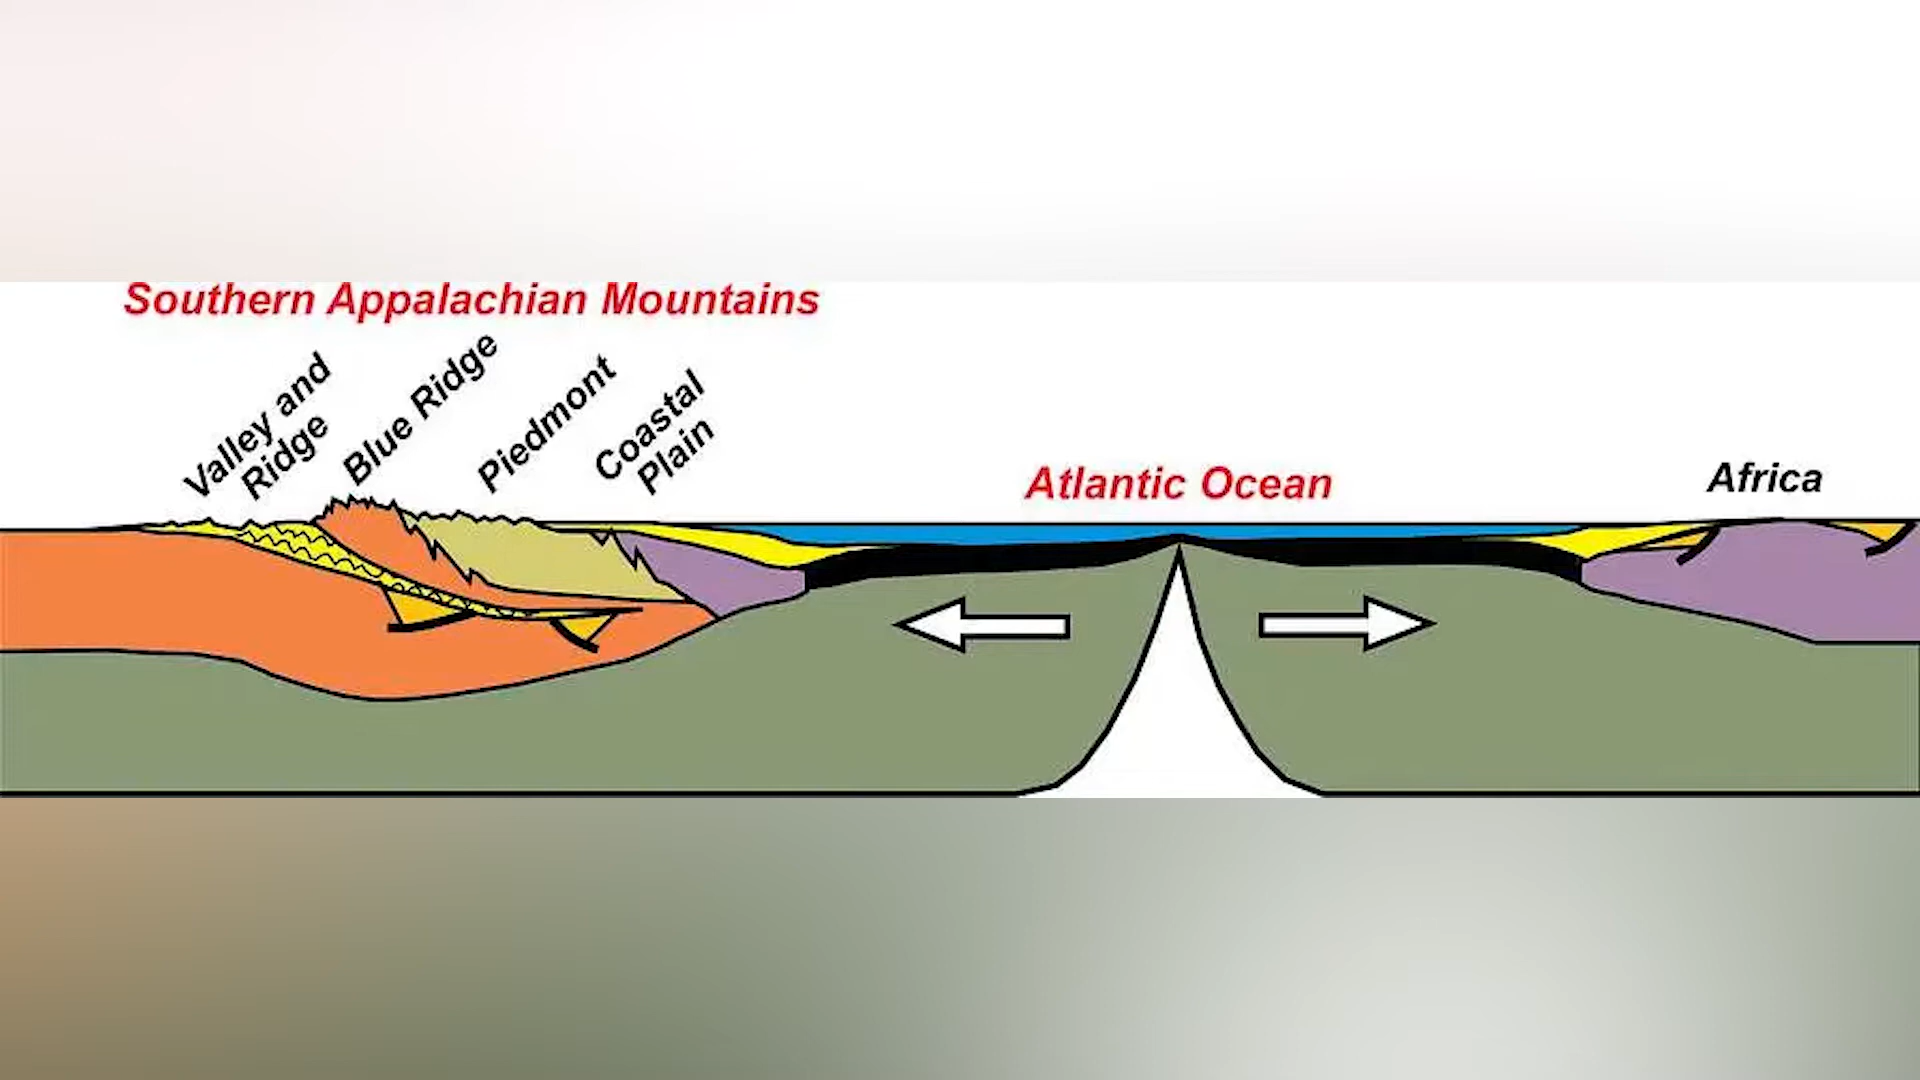 Southern Appalachian Mountains
Valley and
Ridge
Blue Ridge
Piedmont
Coastal
Plain
Atlantic Ocean
Africa